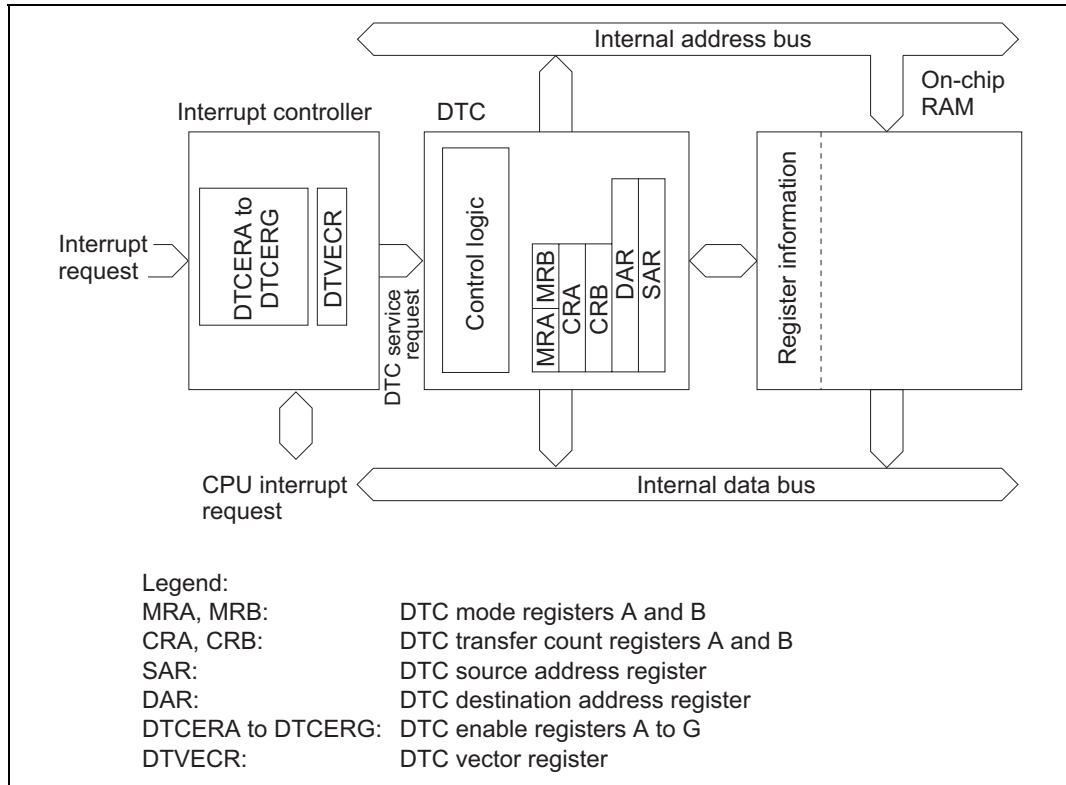 Internal address bus
On-chip
RAM
Interrupt controller
DTC
Interrupt
request
DTCERA to
DTCERG
DTVECR
DTC service
request
Control logic
MRA
MRB
CRA
CRB
DAR
SAR
Register information
CPU interrupt
request
Internal data bus
Legend:
MRA, MRB: DTC mode registers A and B
CRA, CRB: DTC transfer count registers A and B
SAR: DTC source address register
DAR: DTC destination address register
DTCERA to DTCERG: DTC enable registers A to G
DTVECR: DTC vector register